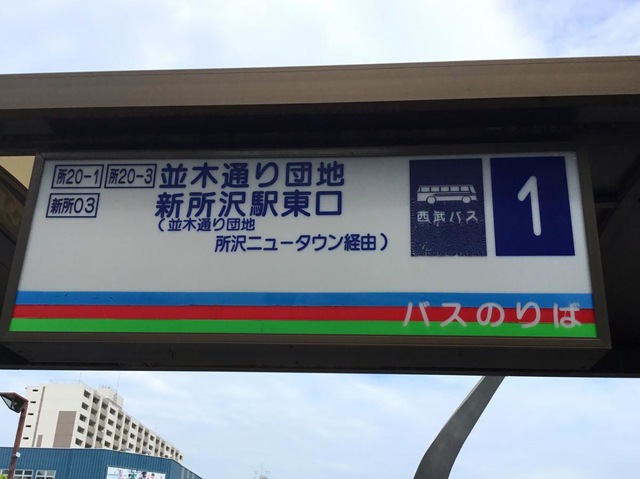 所20-1 所20-3 並木通り団地
新所03 新所沢駅東口
(並木通り団地
所沢ニュータウン経由)
西武バス
1
バスのりば